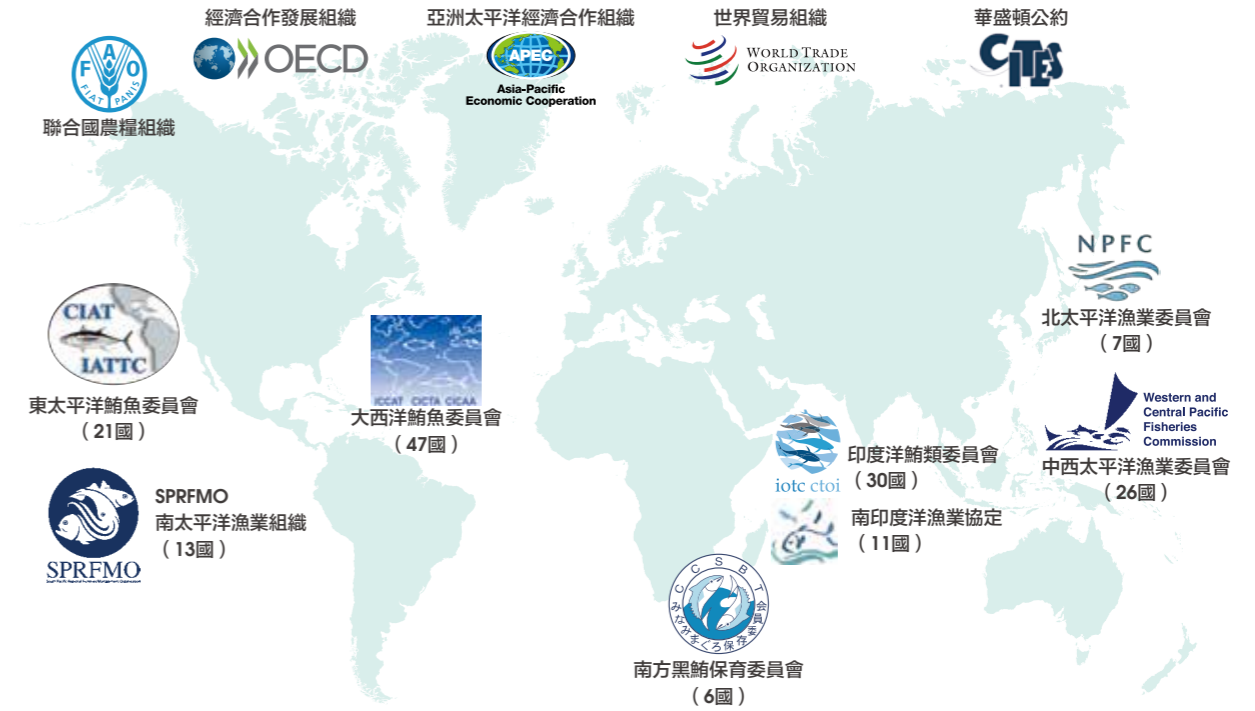 經濟合作發展組織
OECD
亞洲太平洋經濟合作組織
APEC
Asia-Pacific
Economic Cooperation
世界貿易組織
WORLD TRADE
ORGANIZATION
華盛頓公約
CITES
FAO
FIAT PANIS
聯合國農糧組織
NPFC
北太平洋漁業委員會
（7國）
CIAT
IATTC
東太平洋鮪魚委員會
（21國）
ICCAT CICTA CICAA
大西洋鮪魚委員會
（47國）
Western and
Central Pacific
Fisheries
Commission
中西太平洋漁業委員會
（26國）
iotc ctoi
印度洋鮪類委員會
（30國）
SPRFMO
SPRFMO
南太平洋漁業組織
（13國）
南印度洋漁業協定
（11國）
CCSBT
みなみまぐろ保存委員会
南方黑鮪保育委員會
（6國）